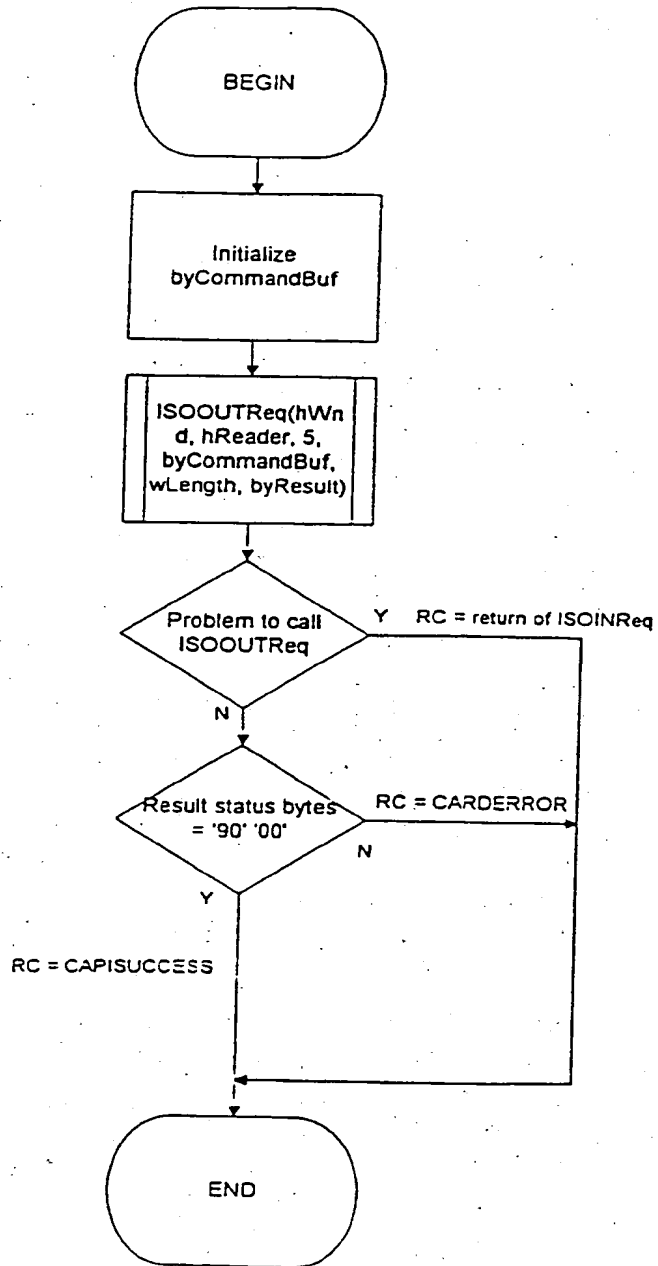 BEGIN
Initialize
byCommandBuf
ISOOUTReq(hWn
d, hReader, 5,
byCommandBuf,
wLength, byResult)
Problem to call
ISOOUTReq
Y RC = return of ISOINReq
N
Result status bytes
= '90' '00'
RC = CARDERROR
N
Y
RC = CAPISUCCESS
END